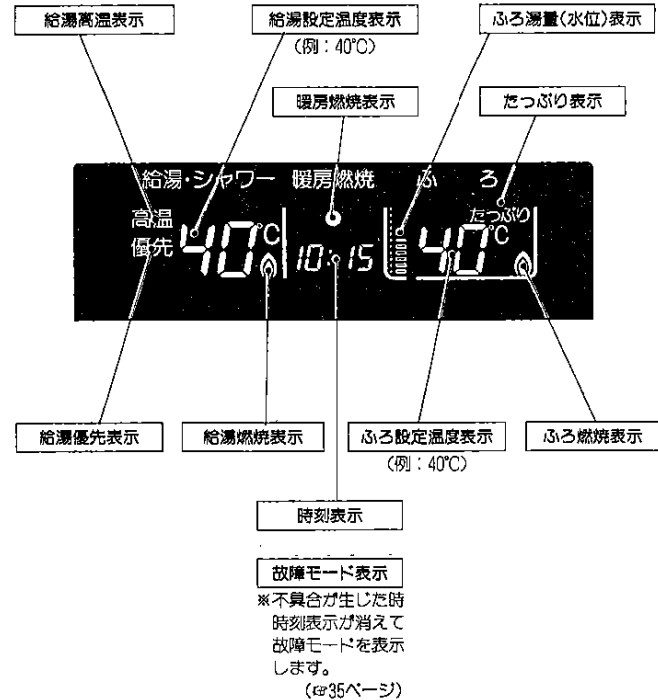 給湯高温表示
給湯設定温度表示
(例：40℃)
ふろ湯量(水位)表示
暖房燃焼表示
たっぷり表示
給湯・シャワー 暖房燃焼 ふろ
高温
優先
40℃
10:15
たっぷり
40℃
給湯優先表示
給湯燃焼表示
ふろ設定温度表示
(例：40℃)
ふろ燃焼表示
時刻表示
故障モード表示
※不具合が生じた時
時刻表示が消えて
故障モードを表示
します。
(☞35ページ)